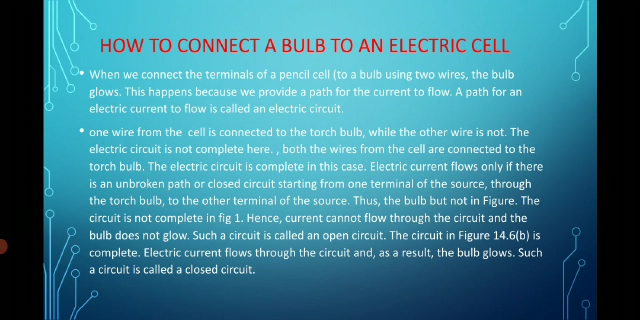 HOW TO CONNECT A BULB TO AN ELECTRIC CELL
• When we connect the terminals of a pencil cell (to a bulb using two wires, the bulb
glows. This happens because we provide a path for the current to flow. A path for an
electric current to flow is called an electric circuit.
• one wire from the  cell is connected to the torch bulb, while the other wire is not. The
electric circuit is not complete here. , both the wires from the cell are connected to the
torch bulb. The electric circuit is complete in this case. Electric current flows only if there
is an unbroken path or closed circuit starting from one terminal of the source, through
the torch bulb, to the other terminal of the source. Thus, the bulb but not in Figure. The
circuit is not complete in fig 1. Hence, current cannot flow through the circuit and the
bulb does not glow. Such a circuit is called an open circuit. The circuit in Figure 14.6(b) is
complete. Electric current flows through the circuit and, as a result, the bulb glows. Such
a circuit is called a closed circuit.